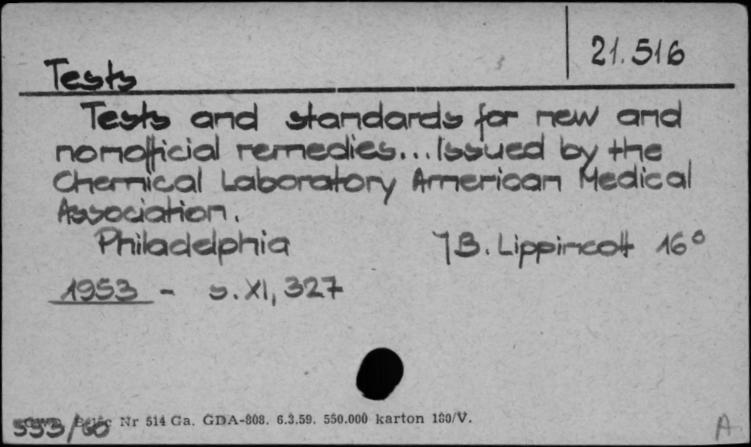 21.516
Tests
Tests and standards for new and
nonofficial remedies... Issued by the
Chemical Laboratory American Medical
Association.
Philadelphia JB. Lippincott 16°
1953 - s. XI, 327
593/60 Nr 514 Ga. GDA-808. 6.3.59. 550.000 karton 180/V.
A